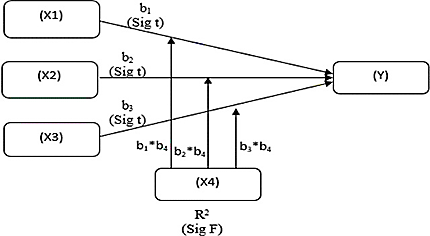 (X1)
b₁
(Sig t)
(X2)
b₂
(Sig t)
(Y)
b₃
(Sig t)
(X3)
b₁*b₄ b₂*b₄ b₃*b₄
(X4)
R²
(Sig F)